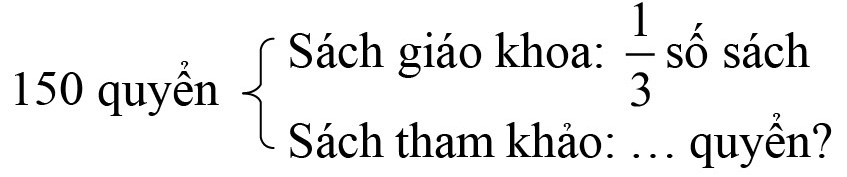 Sách giáo khoa: 1/3 số sách
150 quyển
Sách tham khảo: ... quyển?